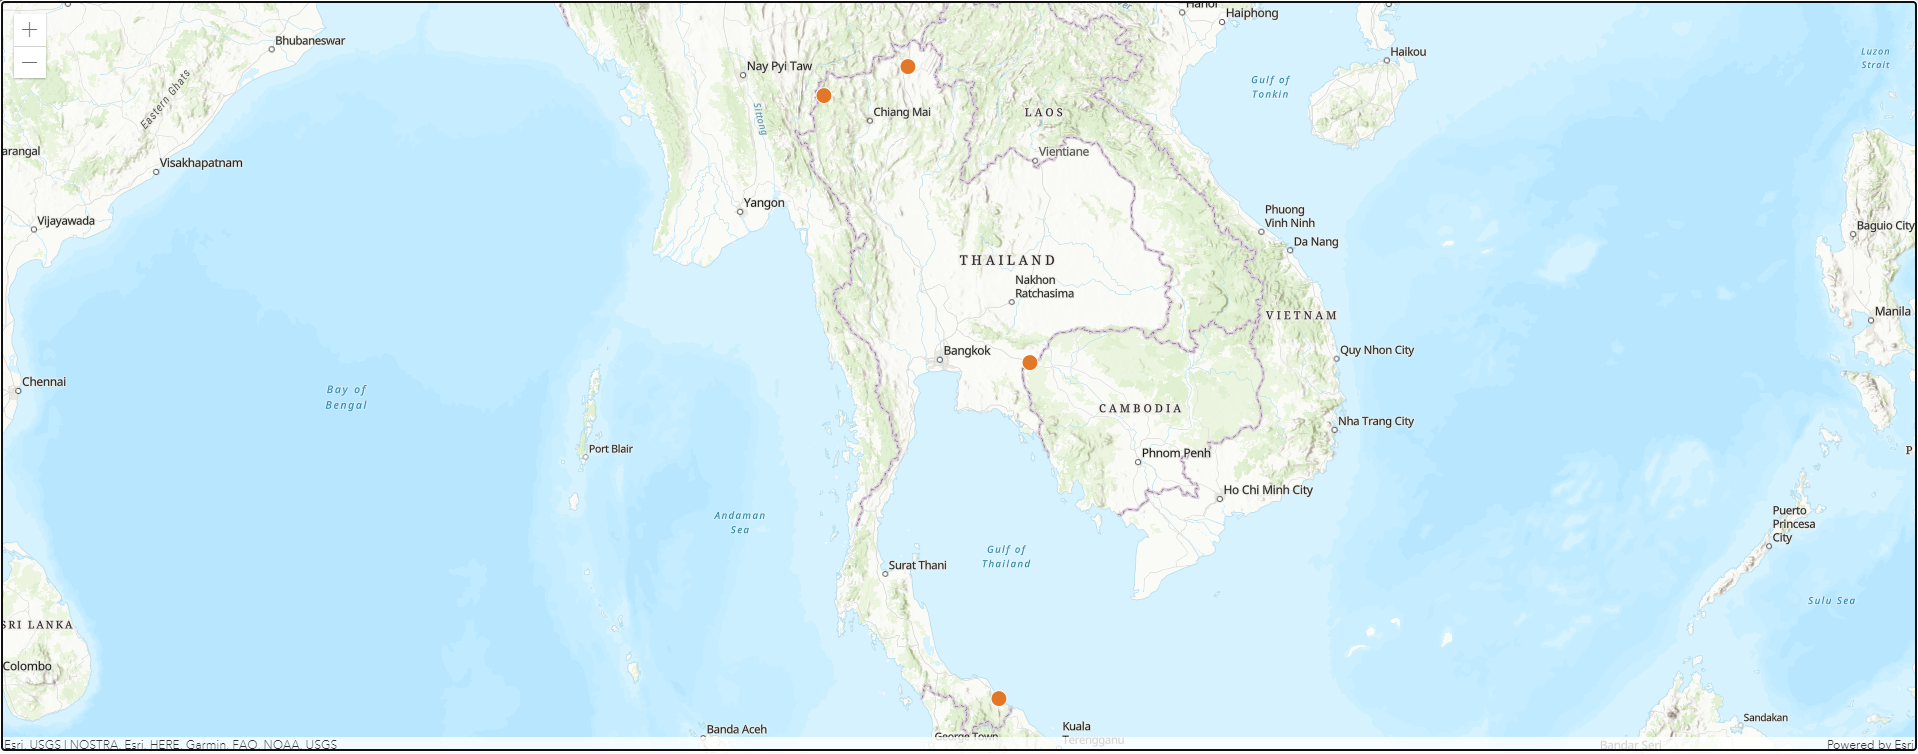 Hanoi
Haiphong
Bhubaneswar
Haikou
Luzon
Strait
Nay Pyi Taw
Gulf of
Tonkin
Eastern Ghats
Sittong
Chiang Mai
LAOS
arangal
Vientiane
Visakhapatnam
Yangon
Phuong
Vinh Ninh
Vijayawada
Baguio City
Da Nang
THAILAND
Nakhon
Ratchasima
VIETNAM
Manila
Bangkok
Quy Nhon City
Chennai
Bay of
Bengal
CAMBODIA
Nha Trang City
Port Blair
Phnom Penh
P
Ho Chi Minh City
Andaman
Sea
Puerto
Princesa
City
Gulf of
Thailand
Surat Thani
Sulu Sea
SRI LANKA
Colombo
Banda Aceh
Kuala
Terengganu
George Town
Sandakan
Bandar Seri
Esri, USGS | NOSTRA, Esri, HERE, Garmin, FAO, NOAA, USGS
Powered by Esri